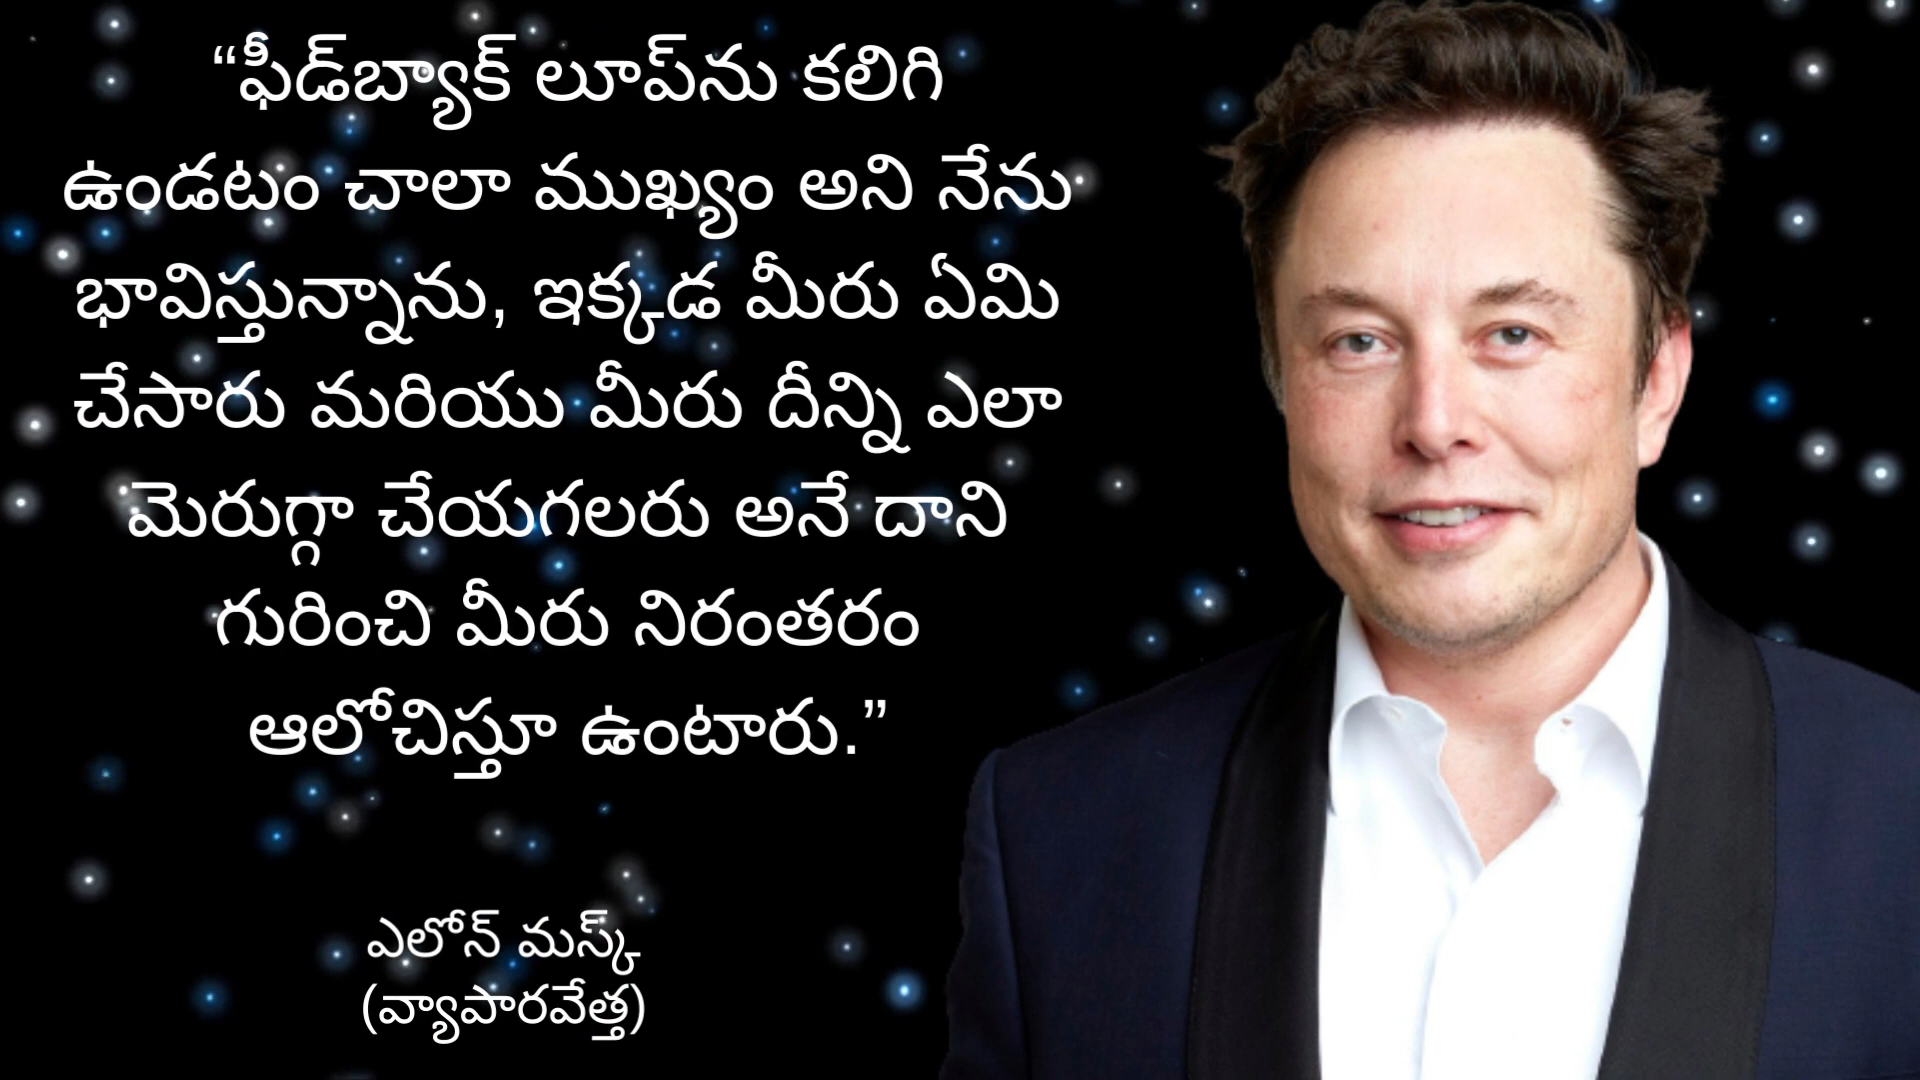 “ఫీడ్‌బ్యాక్ లూప్‌ను కలిగి
ఉండటం చాలా ముఖ్యం అని నేను
భావిస్తున్నాను, ఇక్కడ మీరు ఏమి
చేసారు మరియు మీరు దీన్ని ఎలా
మెరుగ్గా చేయగలరు అనే దాని
గురించి మీరు నిరంతరం
ఆలోచిస్తూ ఉంటారు.”
ఎలోన్ మస్క్
(వ్యాపారవేత్త)